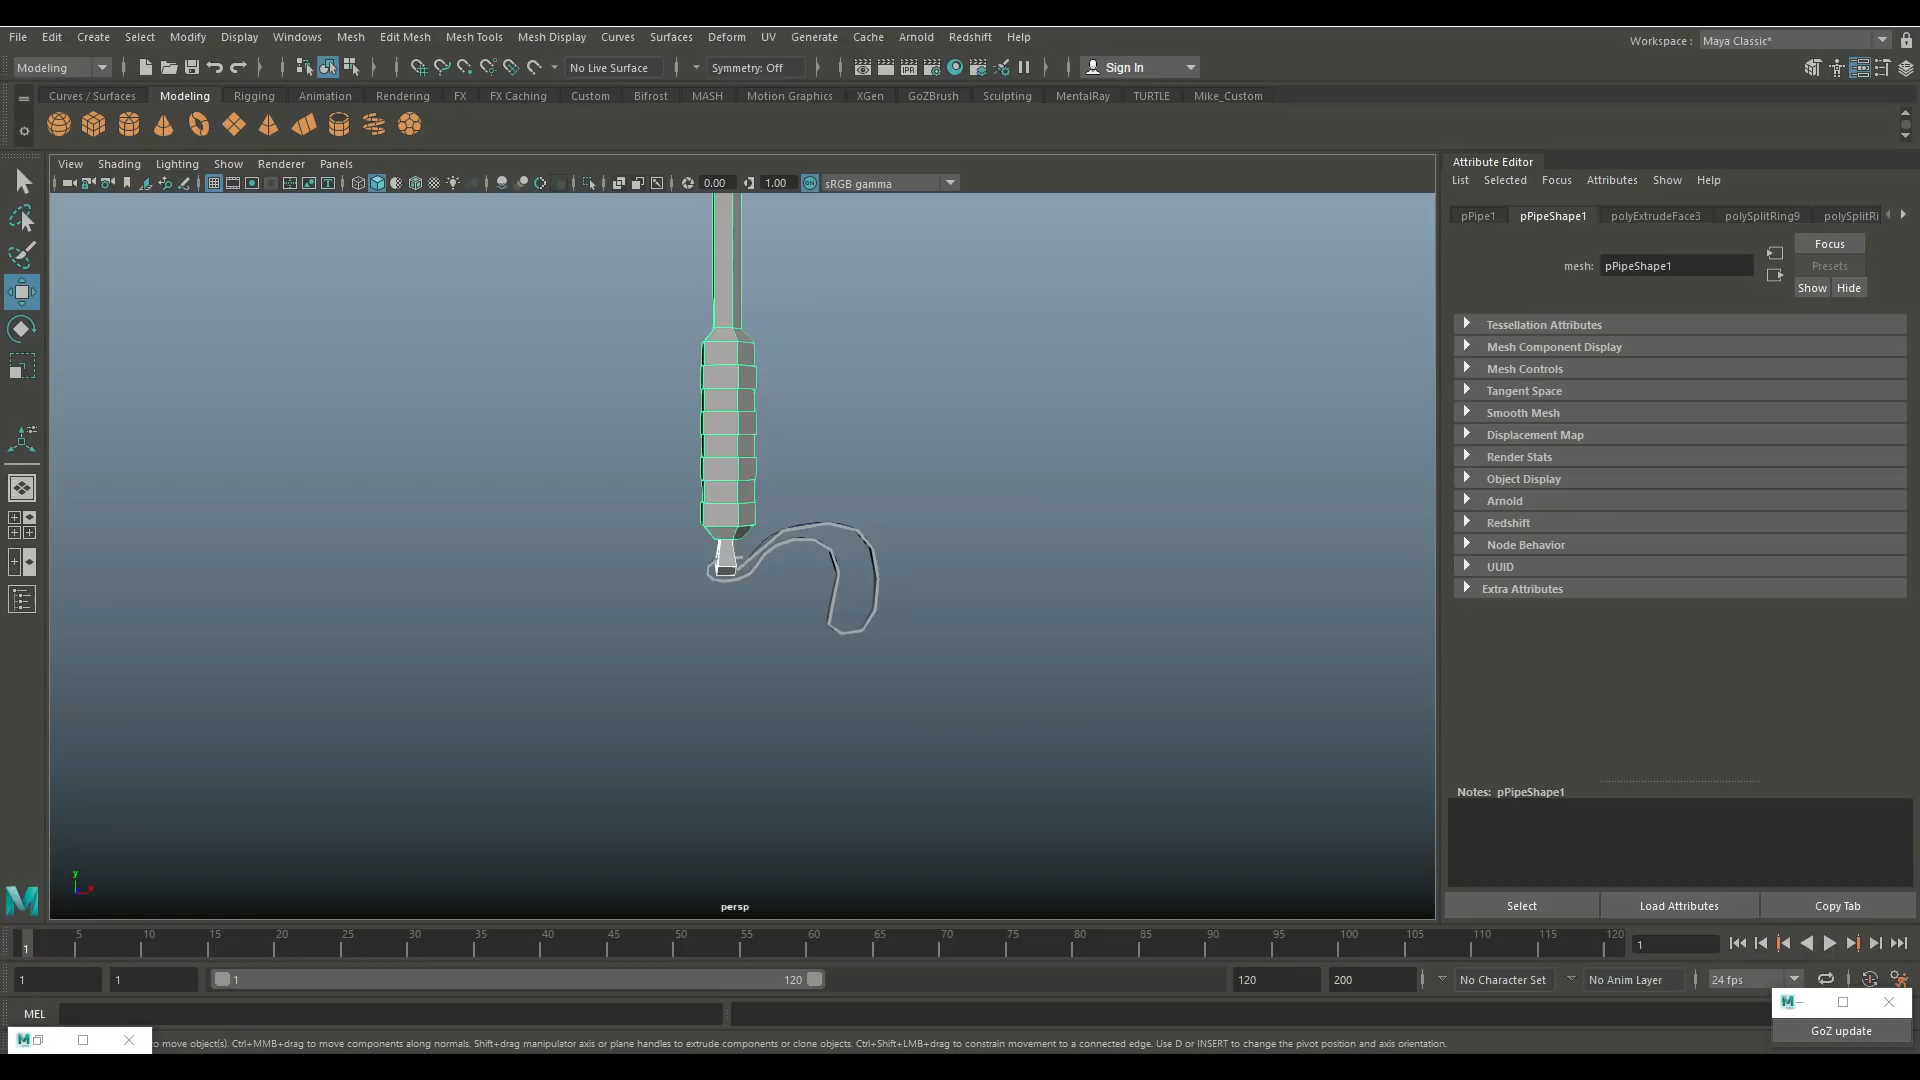 File Edit Create Select Modify Display Windows Mesh Edit Mesh Mesh Tools Mesh Display Curves Surfaces Deform UV Generate Cache Arnold Redshift Help
Workspace : Maya Classic*
Modeling No Live Surface Symmetry: Off Sign In
Curves / Surfaces Modeling Rigging Animation Rendering FX FX Caching Custom Bifrost MASH Motion Graphics XGen GoZBrush Sculpting MentalRay TURTLE Mike_Custom
View Shading Lighting Show Renderer Panels
0.00 1.00 ON sRGB gamma
persp
y
Attribute Editor
List Selected Focus Attributes Show Help
pPipe1 pPipeShape1 polyExtrudeFace3 polySplitRing9 polySplitRi
Focus
mesh: pPipeShape1
Presets
Show Hide
Tessellation Attributes
Mesh Component Display
Mesh Controls
Tangent Space
Smooth Mesh
Displacement Map
Render Stats
Object Display
Arnold
Redshift
Node Behavior
UUID
Extra Attributes
Notes: pPipeShape1
Select Load Attributes Copy Tab
1 5 10 15 20 25 30 35 40 45 50 55 60 65 70 75 80 85 90 95 100 105 110 115 120 1
1 1 1 120 120 200 No Character Set No Anim Layer 24 fps
MEL
GoZ update
to move object(s). Ctrl+MMB+drag to move components along normals. Shift+drag manipulator axis or plane handles to extrude components or clone objects. Ctrl+Shift+LMB+drag to constrain movement to a connected edge. Use D or INSERT to change the pivot position and axis orientation.